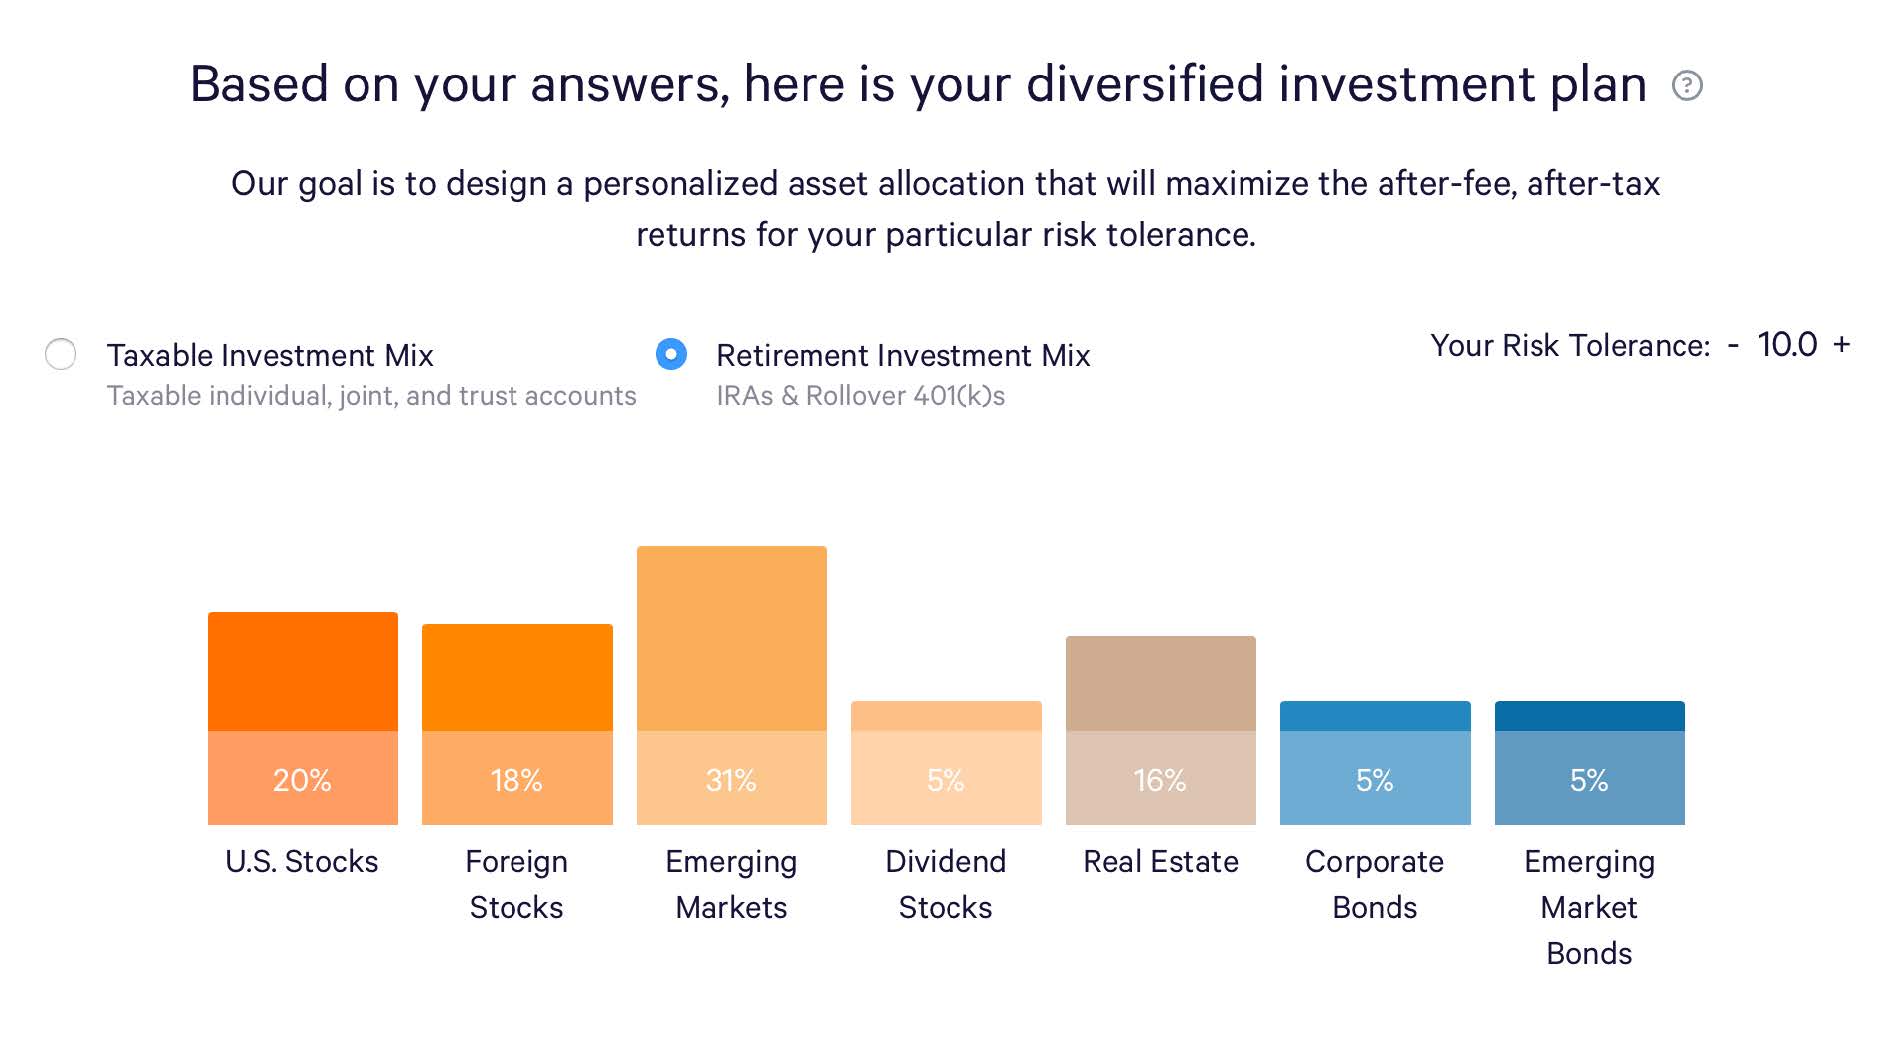 Based on your answers, here is your diversified investment plan ?
Our goal is to design a personalized asset allocation that will maximize the after-fee, after-tax
returns for your particular risk tolerance.
Taxable Investment Mix
Taxable individual, joint, and trust accounts
Retirement Investment Mix
IRAs & Rollover 401(k)s
Your Risk Tolerance: - 10.0 +
20% 18% 31% 5% 16% 5% 5%
U.S. Stocks
Foreign
Stocks
Emerging
Markets
Dividend
Stocks
Real Estate
Corporate
Bonds
Emerging
Market
Bonds